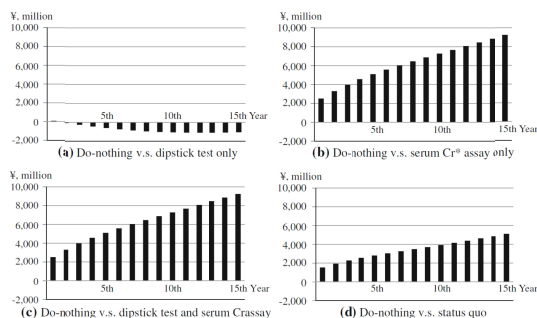 ¥, million
10,000
8,000
6,000
4,000
2,000
0
-2,000
5th 10th 15th Year
(a) Do-nothing v.s. dipstick test only
¥, million
10,000
8,000
6,000
4,000
2,000
0
-2,000
5th 10th 15th Year
(b) Do-nothing v.s. serum Cr* assay only
¥, million
10,000
8,000
6,000
4,000
2,000
0
-2,000
5th 10th 15th Year
(c) Do-nothing v.s. dipstick test and serum Crassay
¥, million
10,000
8,000
6,000
4,000
2,000
0
-2,000
5th 10th 15th Year
(d) Do-nothing v.s. status quo